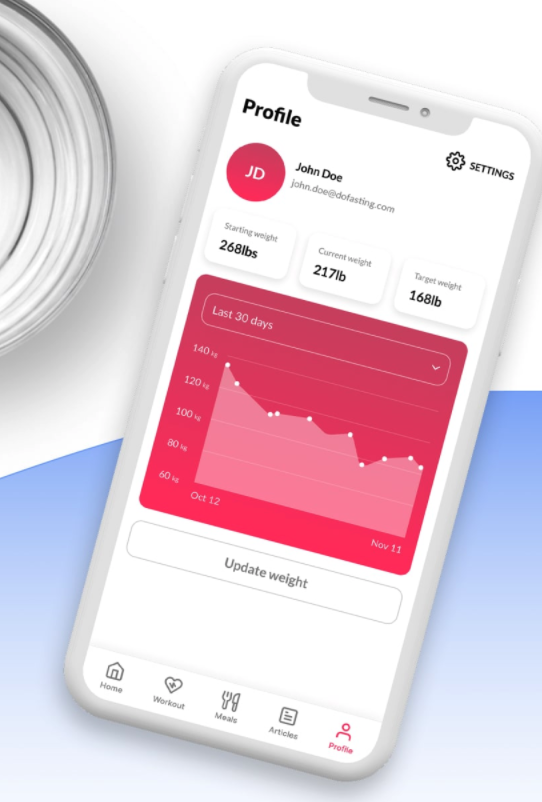 Profile
SETTINGS
JD
John Doe
john.doe@dofasting.com
Starting weight
268lbs
Current weight
217lb
Target weight
168lb
Last 30 days
140 kg
120 kg
100 kg
80 kg
60 kg
Oct 12
Nov 11
Update weight
Home
Workout
Meals
Articles
Profile